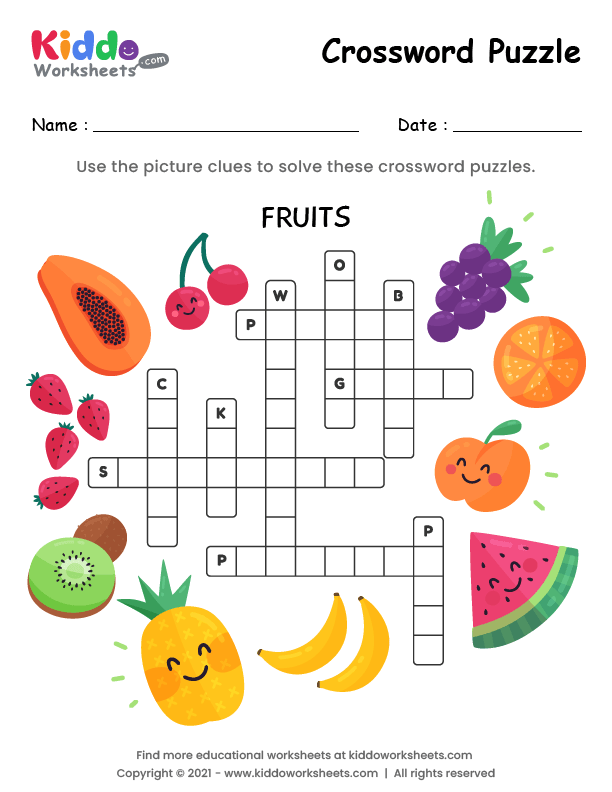 Kiddo
Worksheets .com
Crossword Puzzle
Name : Date :
Use the picture clues to solve these crossword puzzles.
FRUITS
O
W B
P
C G
K
S
P
P
Find more educational worksheets at kiddoworksheets.com
Copyright © 2021 - www.kiddoworksheets.com | All rights reserved